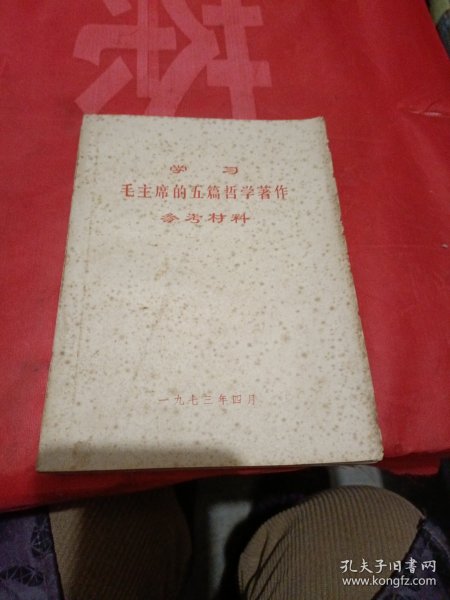 学习
毛主席的五篇哲学著作
参考材料
一九七三年四月
孔夫子旧书网
www.kongfz.com